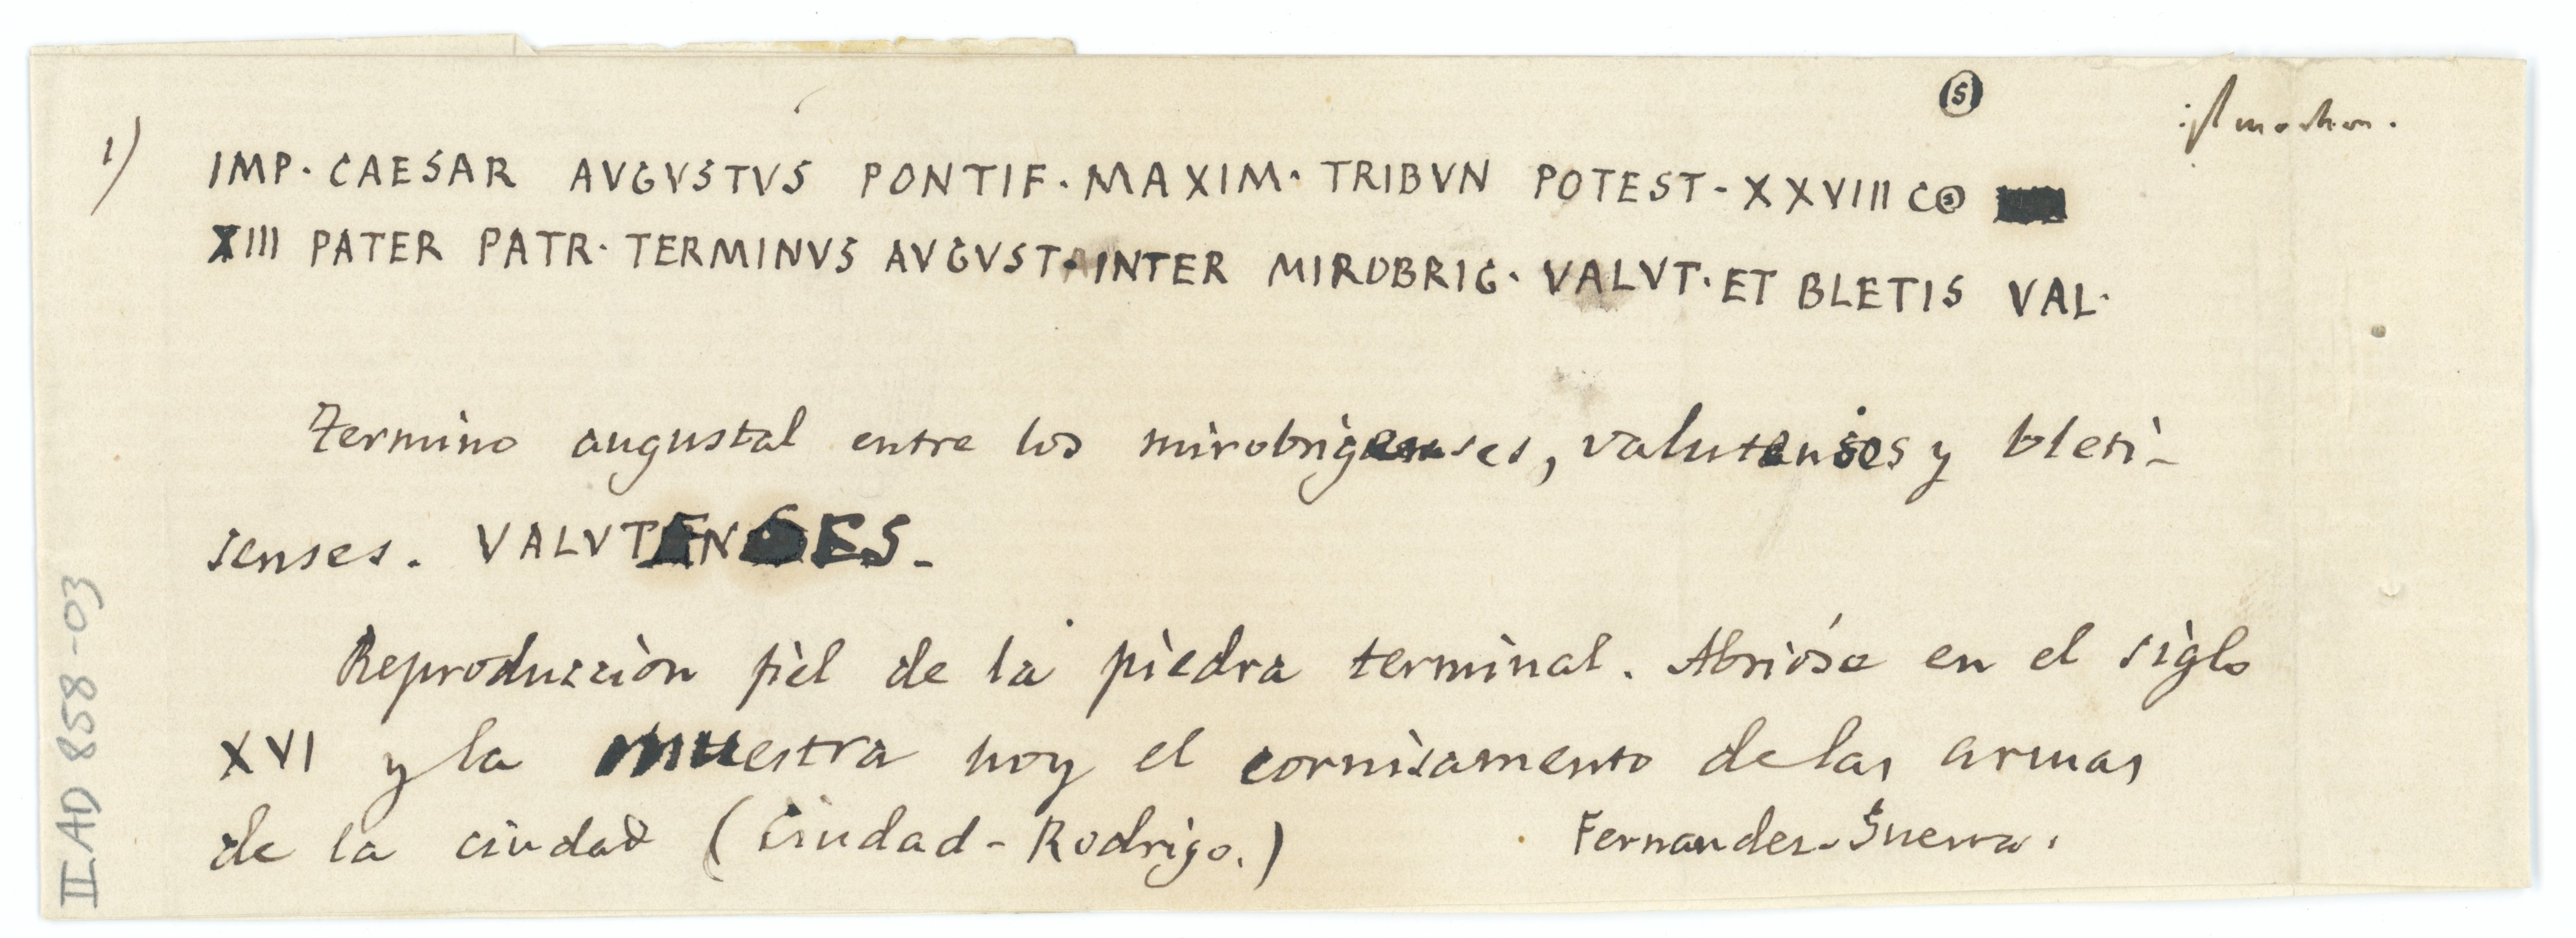 (S)
1) IMP. CAESAR AVGVSTVS PONTIF. MAXIM. TRIBVN POTEST - XXVIII COS
XIII PATER PATR. TERMINVS AVGVST. INTER MIROBRIG. VALVT. ET BLETIS VAL.
Termino augustal entre los mirobrigenses, valutenses y bleti-
senses. VALVTENSES.-
Reproduzcion fiel de la piedra terminal. Abrióse en el siglo
XVI y la muestra hoy el cornisamento de las armas
de la ciudad (Ciudad-Rodrigo.) Fernandez-Guerra.
II.AD 858-03